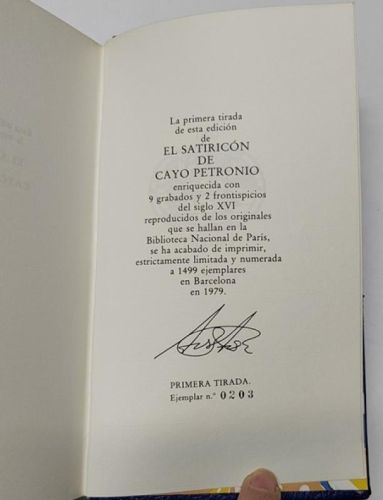 La primera tirada
de esta edición
de
EL SATIRICÓN
DE
CAYO PETRONIO
enriquecida con
9 grabados y 2 frontispicios
del siglo XVI
reproducidos de los originales
que se hallan en la
Biblioteca Nacional de París,
se ha acabado de imprimir,
estrictamente limitada y numerada
a 1499 ejemplares
en Barcelona
en 1979.
PRIMERA TIRADA.
Ejemplar n.º 0203